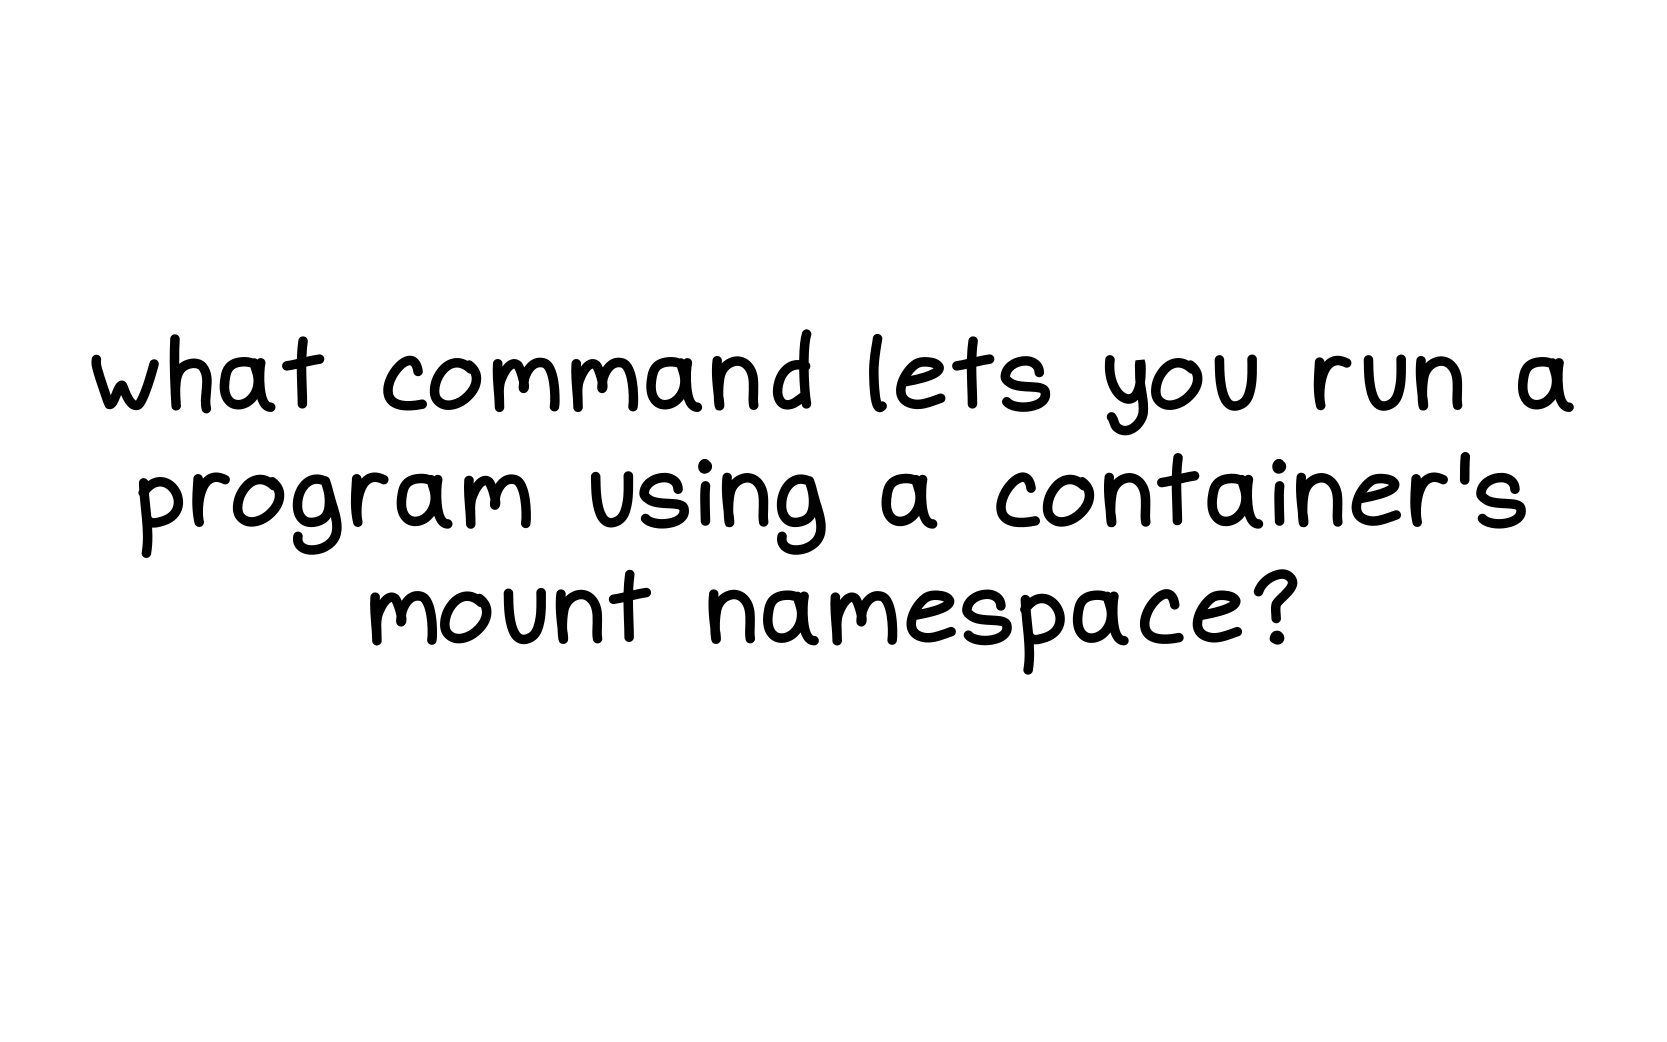 what command lets you run a
program using a container's
mount namespace?